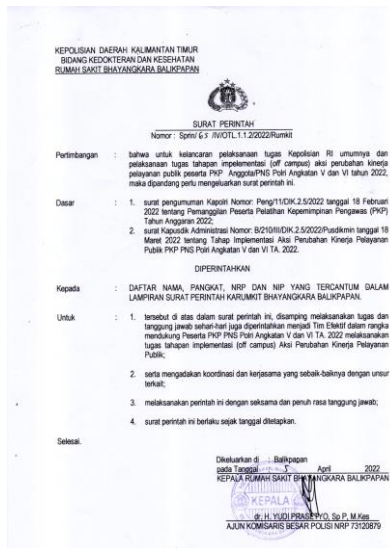 KEPOLISIAN DAERAH KALIMANTAN TIMUR
BIDANG KEDOKTERAN DAN KESEHATAN
RUMAH SAKIT BHAYANGKARA BALIKPAPAN
SURAT PERINTAH
Nomor : Sprin/ 65 /IV/OTL.1.1.2/2022/Rumkit
Pertimbangan : bahwa untuk kelancaran pelaksanaan tugas Kepolisian RI umumnya dan
pelaksanaan tugas tahapan impelementasi (off campus) aksi perubahan kinerja
pelayanan publik peserta PKP Anggota/PNS Polri Angkatan V dan VI tahun 2022,
maka dipandang perlu mengeluarkan surat perintah ini.
Dasar : 1. surat pengumuman Kapolri Nomor: Peng/11/DIK.2.5/2022 tanggal 18 Februari
2022 tentang Pemanggilan Peserta Pelatihan Kepemimpinan Pengawas (PKP)
Tahun Anggaran 2022;
2. surat Kapusdik Administrasi Nomor: B/210/III/DIK.2.5/2022/Pusdikmin tanggal 18
Maret 2022 tentang Tahap Implementasi Aksi Perubahan Kinerja Pelayanan
Publik PKP PNS Polri Angkatan V dan VI TA. 2022.
DIPERINTAHKAN
Kepada : DAFTAR NAMA, PANGKAT, NRP DAN NIP YANG TERCANTUM DALAM
LAMPIRAN SURAT PERINTAH KARUMKIT BHAYANGKARA BALIKPAPAN.
Untuk : 1. tersebut di atas dalam surat perintah ini, disamping melaksanakan tugas dan
tanggung jawab sehari-hari juga diperintahkan menjadi Tim Efektif dalam rangka
mendukung Peserta PKP PNS Polri Angkatan V dan VI TA. 2022 melaksanakan
tugas tahapan implementasi (off campus) Aksi Perubahan Kinerja Pelayanan
Publik;
2. serta mengadakan koordinasi dan kerjasama yang sebaik-baiknya dengan unsur
terkait;
3. melaksanakan perintah ini dengan seksama dan penuh rasa tanggung jawab;
4. surat perintah ini berlaku sejak tanggal ditetapkan.
Selesai.
Dikeluarkan di : Balikpapan
pada Tanggal : 5 April 2022
KEPALA RUMAH SAKIT BHAYANGKARA BALIKPAPAN
KEPALA
dr. H. YUDI PRASETYO, Sp P, M.Kes
AJUN KOMISARIS BESAR POLISI NRP 73120879